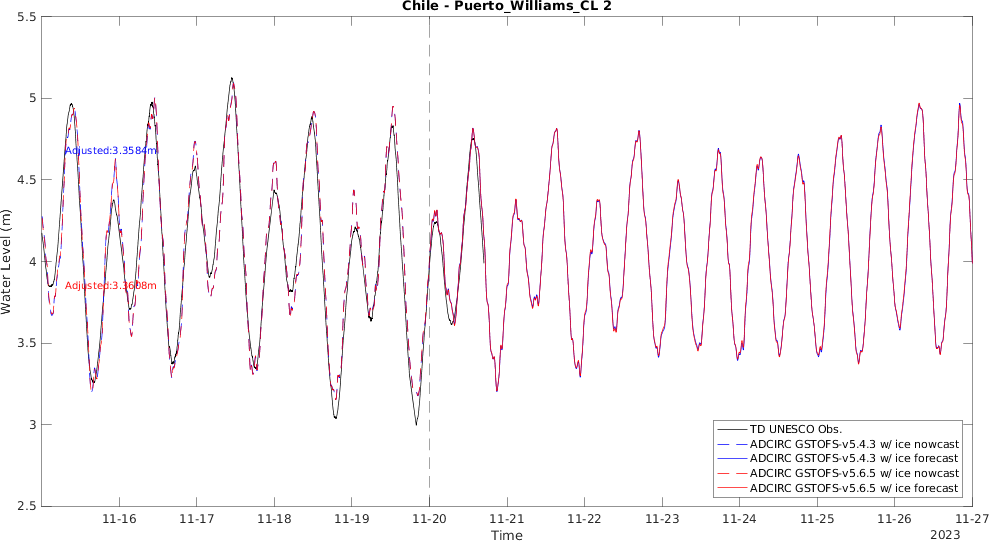 Chile - Puerto_Williams_CL 2
5.5
5
4.5
4
3.5
3
2.5
Water Level (m)
Adjusted:3.3584m
Adjusted:3.3608m
TD UNESCO Obs.
ADCIRC GSTOFS-v5.4.3 w/ ice nowcast
ADCIRC GSTOFS-v5.4.3 w/ ice forecast
ADCIRC GSTOFS-v5.6.5 w/ ice nowcast
ADCIRC GSTOFS-v5.6.5 w/ ice forecast
11-16 11-17 11-18 11-19 11-20 11-21 11-22 11-23 11-24 11-25 11-26 11-27
Time
2023